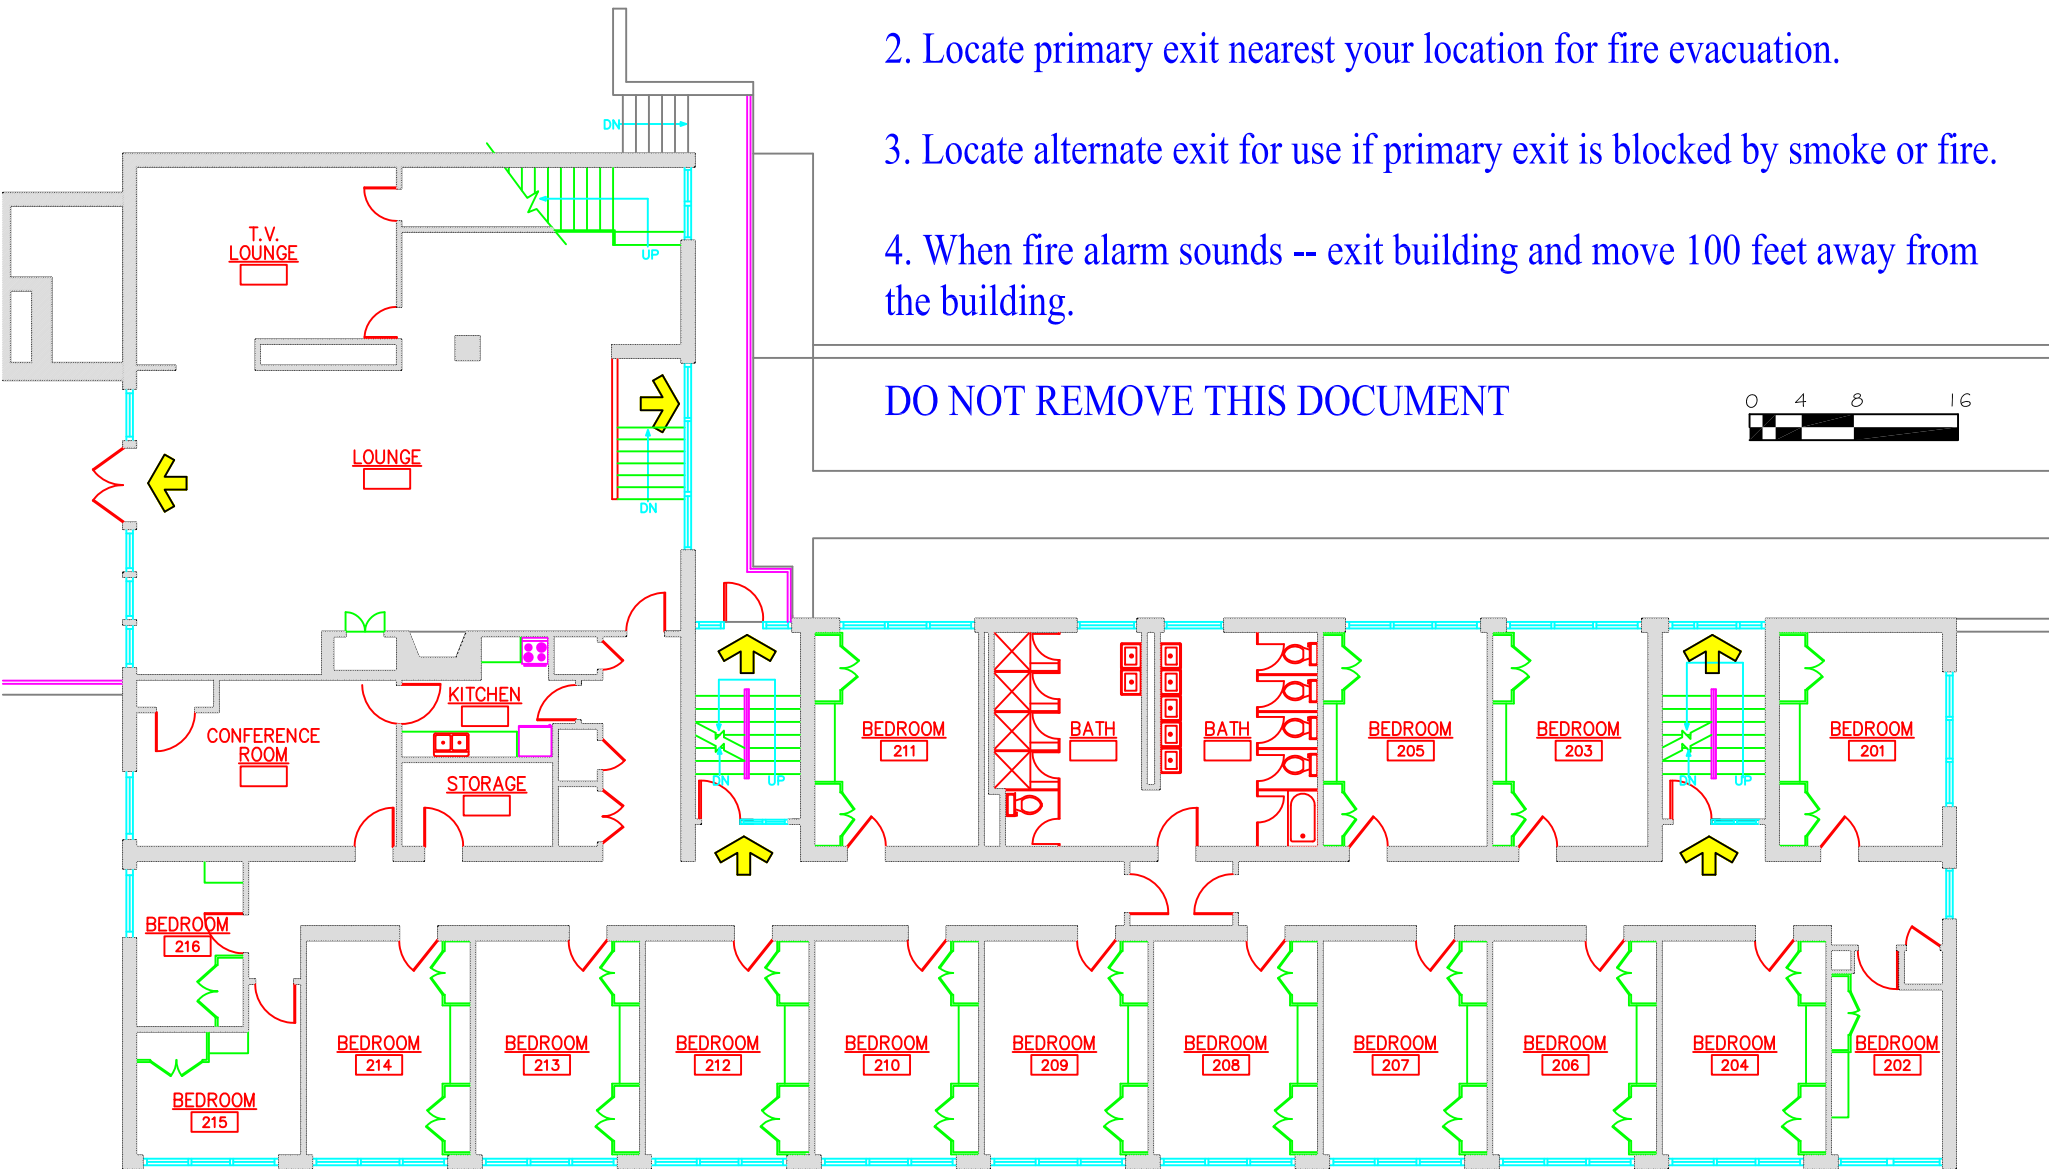 2. Locate primary exit nearest your location for fire evacuation.
3. Locate alternate exit for use if primary exit is blocked by smoke or fire.
4. When fire alarm sounds -- exit building and move 100 feet away from
the building.
DO NOT REMOVE THIS DOCUMENT
0 4 8 16
DN
T.V.
LOUNGE
UP
LOUNGE
DN
KITCHEN
CONFERENCE
ROOM
STORAGE
DN UP
BEDROOM
211
BATH
BATH
BEDROOM
205
BEDROOM
203
DN UP
BEDROOM
201
BEDROOM
216
BEDROOM
215
BEDROOM
214
BEDROOM
213
BEDROOM
212
BEDROOM
210
BEDROOM
209
BEDROOM
208
BEDROOM
207
BEDROOM
206
BEDROOM
204
BEDROOM
202